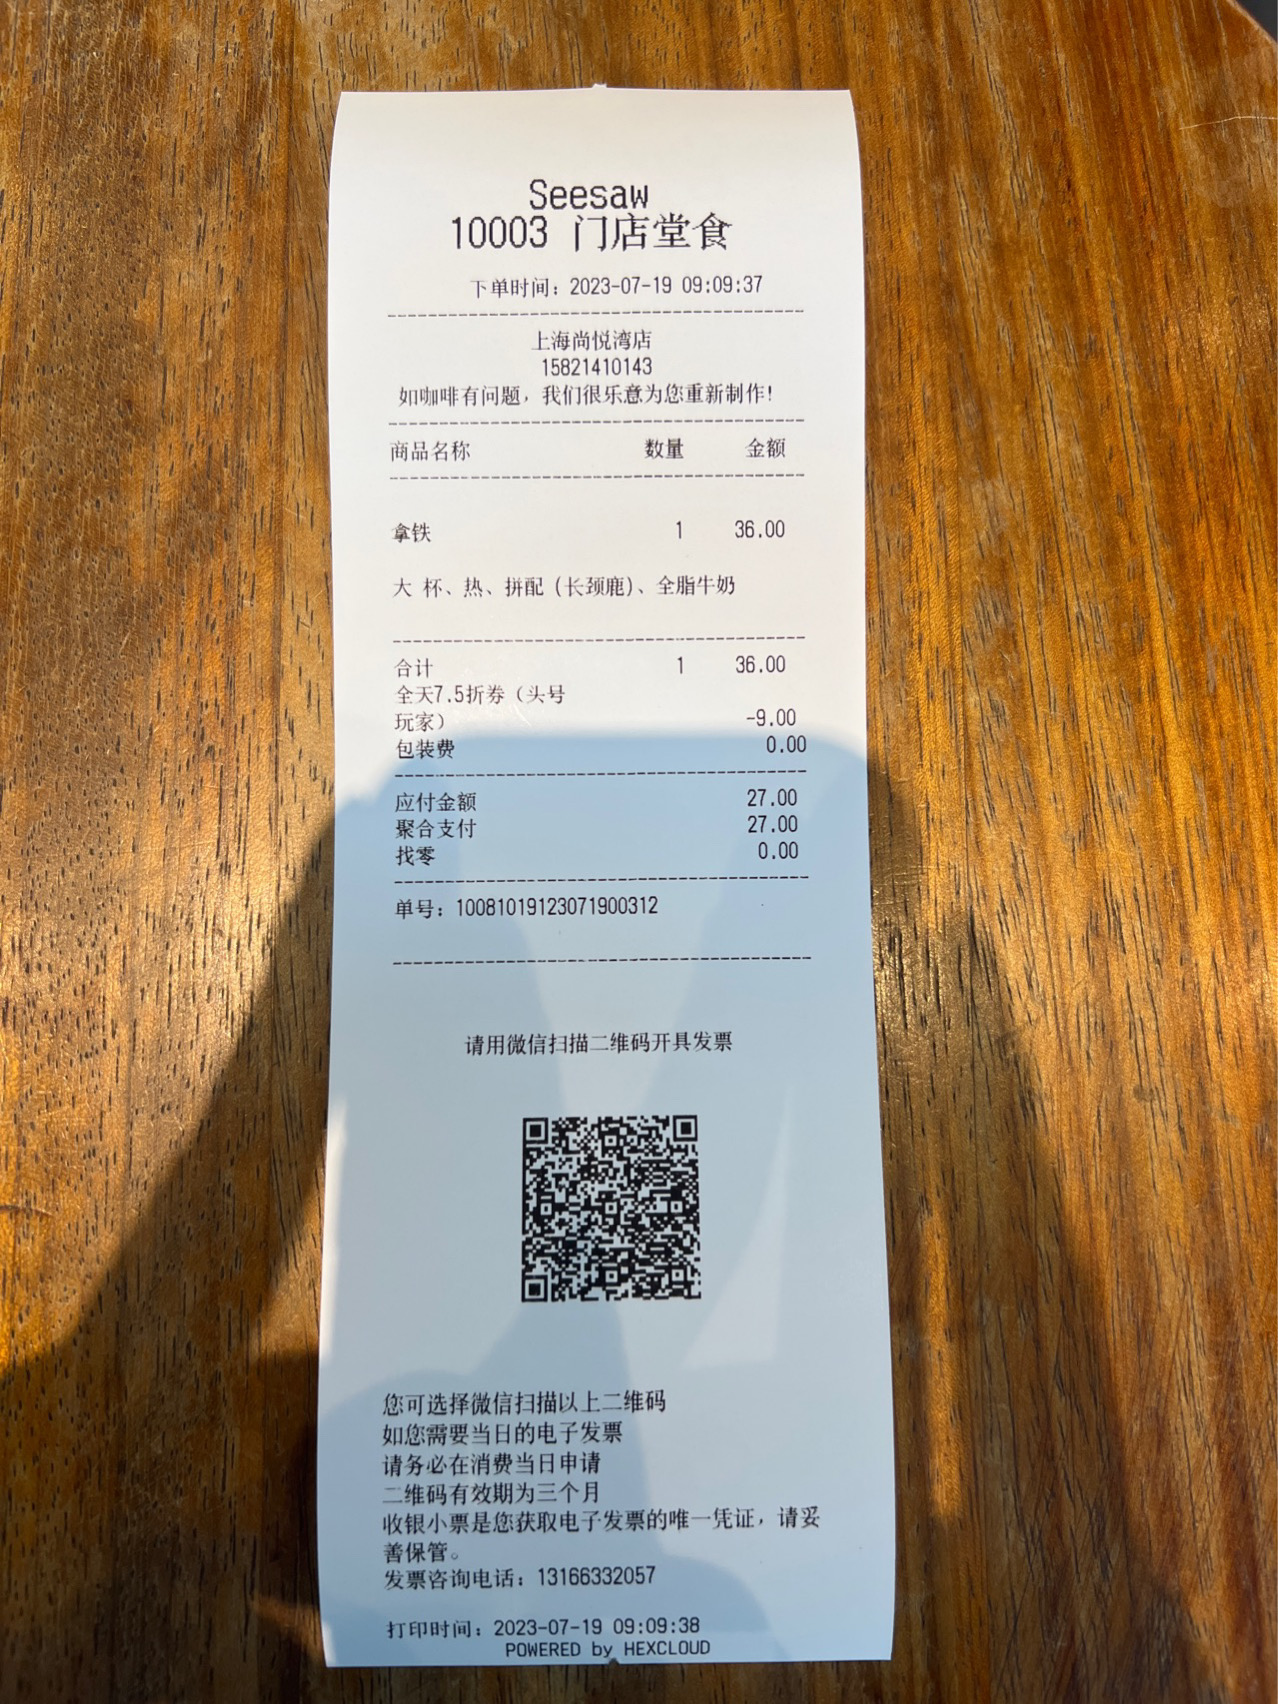 Seesaw
10003 门店堂食
下单时间：2023-07-19 09:09:37
上海尚悦湾店
15821410143
如咖啡有问题，我们很乐意为您重新制作！
商品名称 数量 金额
拿铁 1 36.00
大 杯、热、拼配（长颈鹿）、全脂牛奶
合计 1 36.00
全天7.5折券（头号
玩家） -9.00
包装费 0.00
应付金额 27.00
聚合支付 27.00
找零 0.00
单号：10081019123071900312
请用微信扫描二维码开具发票
您可选择微信扫描以上二维码
如您需要当日的电子发票
请务必在消费当日申请
二维码有效期为三个月
收银小票是您获取电子发票的唯一凭证，请妥
善保管。
发票咨询电话：13166332057
打印时间：2023-07-19 09:09:38
POWERED by HEXCLOUD